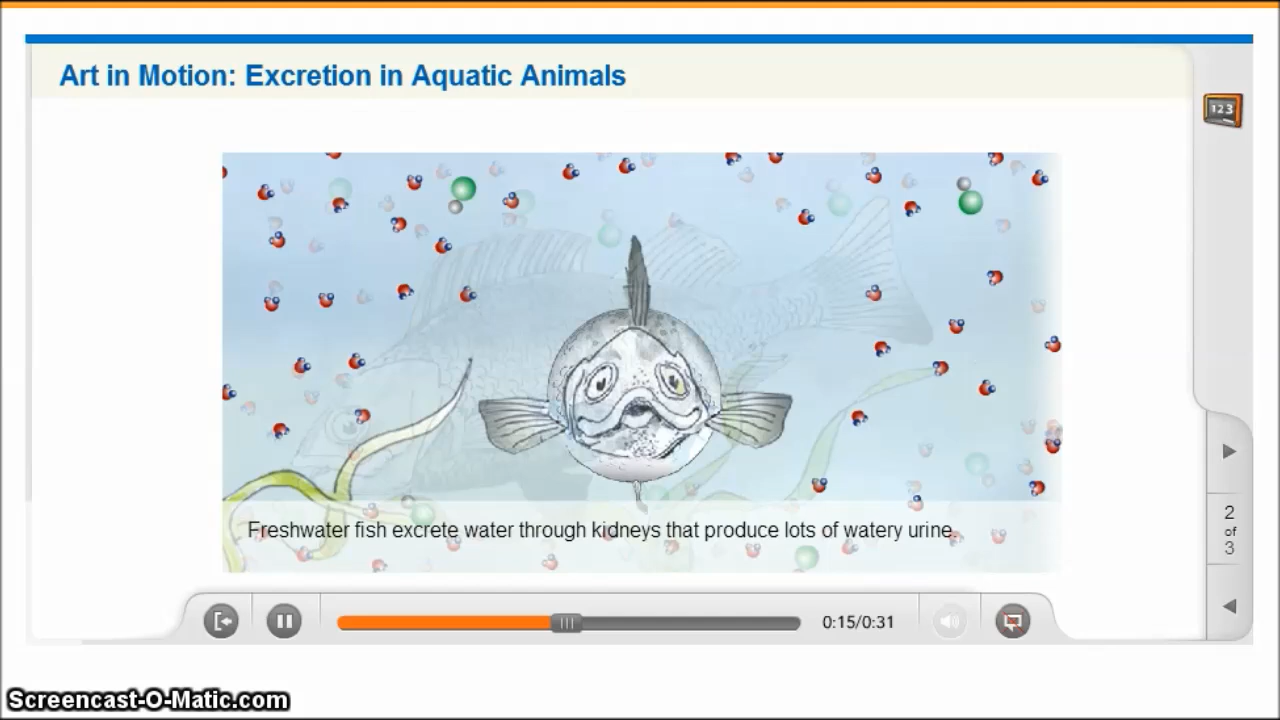 Art in Motion: Excretion in Aquatic Animals
123
Freshwater fish excrete water through kidneys that produce lots of watery urine.
2
of
3
0:15/0:31
Screencast-O-Matic.com